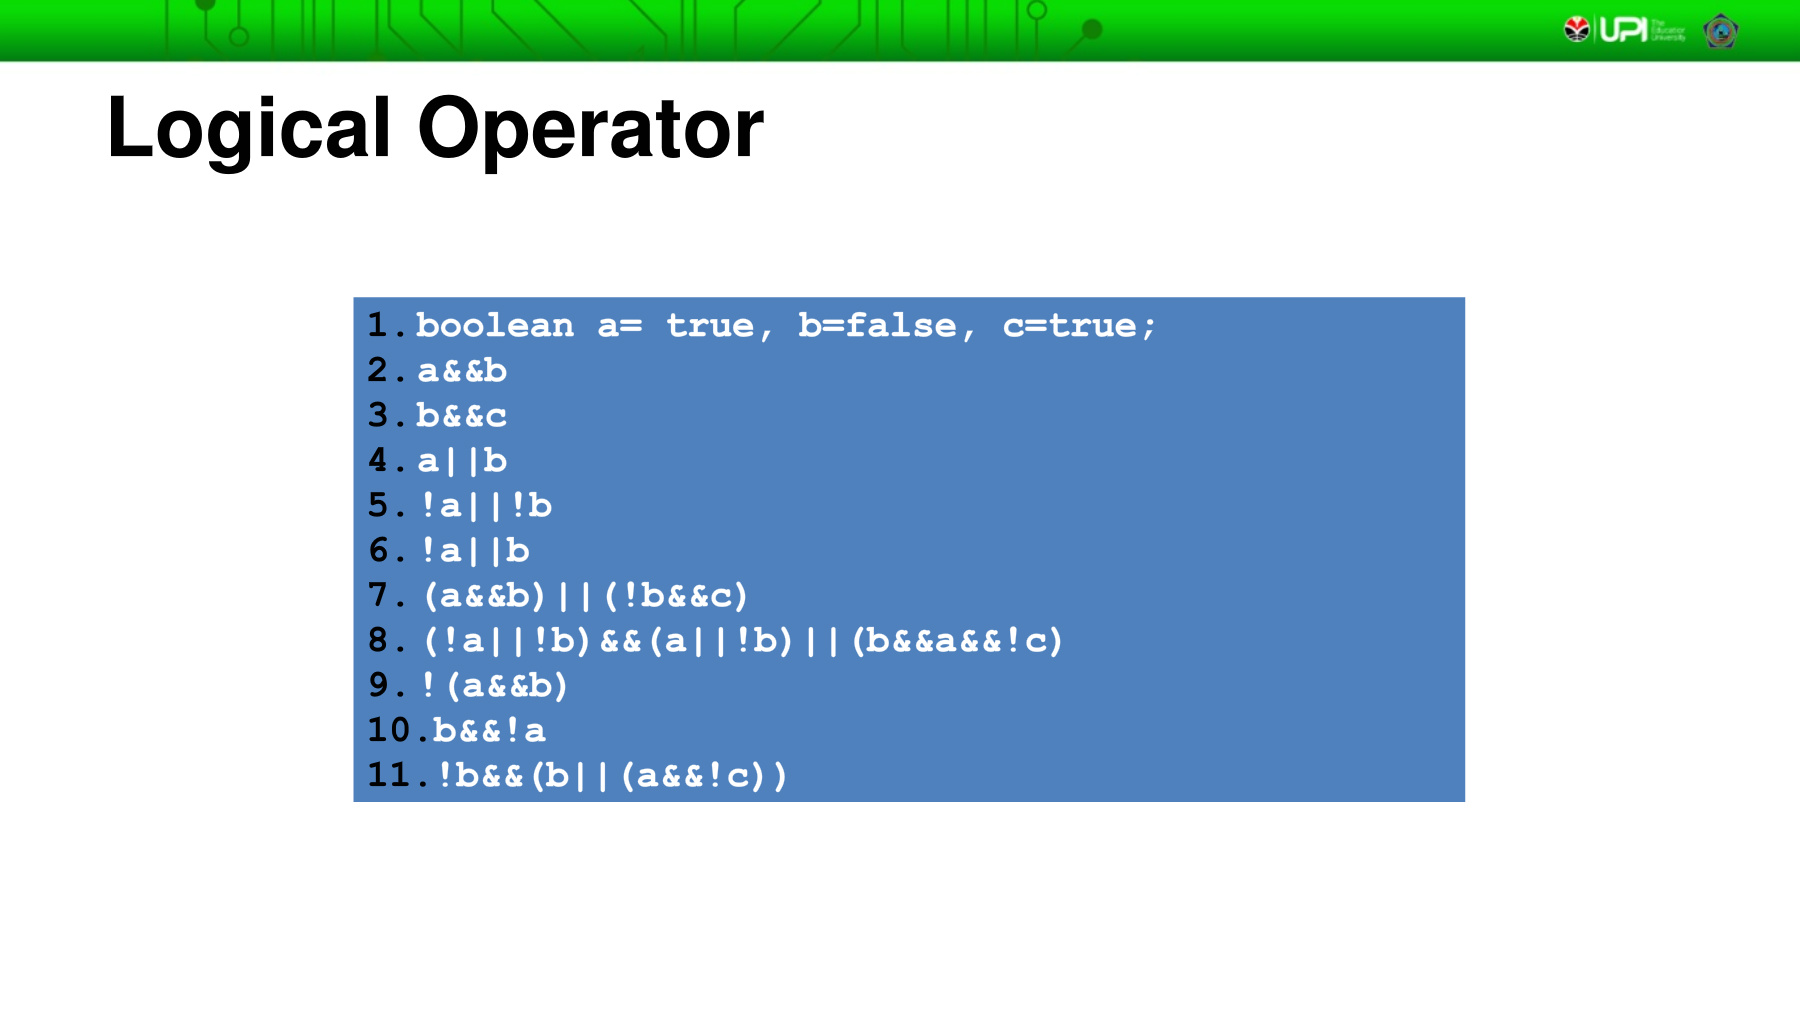 UPI The Education University
Logical Operator
1.boolean a= true, b=false, c=true;
2.a&&b
3.b&&c
4.a||b
5.!a||!b
6.!a||b
7.(a&&b)||(!b&&c)
8.(!a||!b)&&(a||!b)||(b&&a&&!c)
9.!(a&&b)
10.b&&!a
11.!b&&(b||(a&&!c))